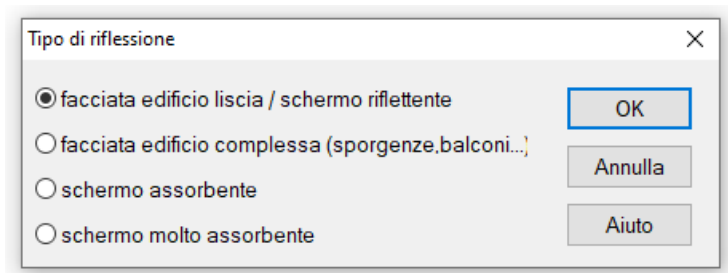 Tipo di riflessione
facciata edificio liscia / schermo riflettente
facciata edificio complessa (sporgenze,balconi...)
schermo assorbente
schermo molto assorbente
OK
Annulla
Aiuto